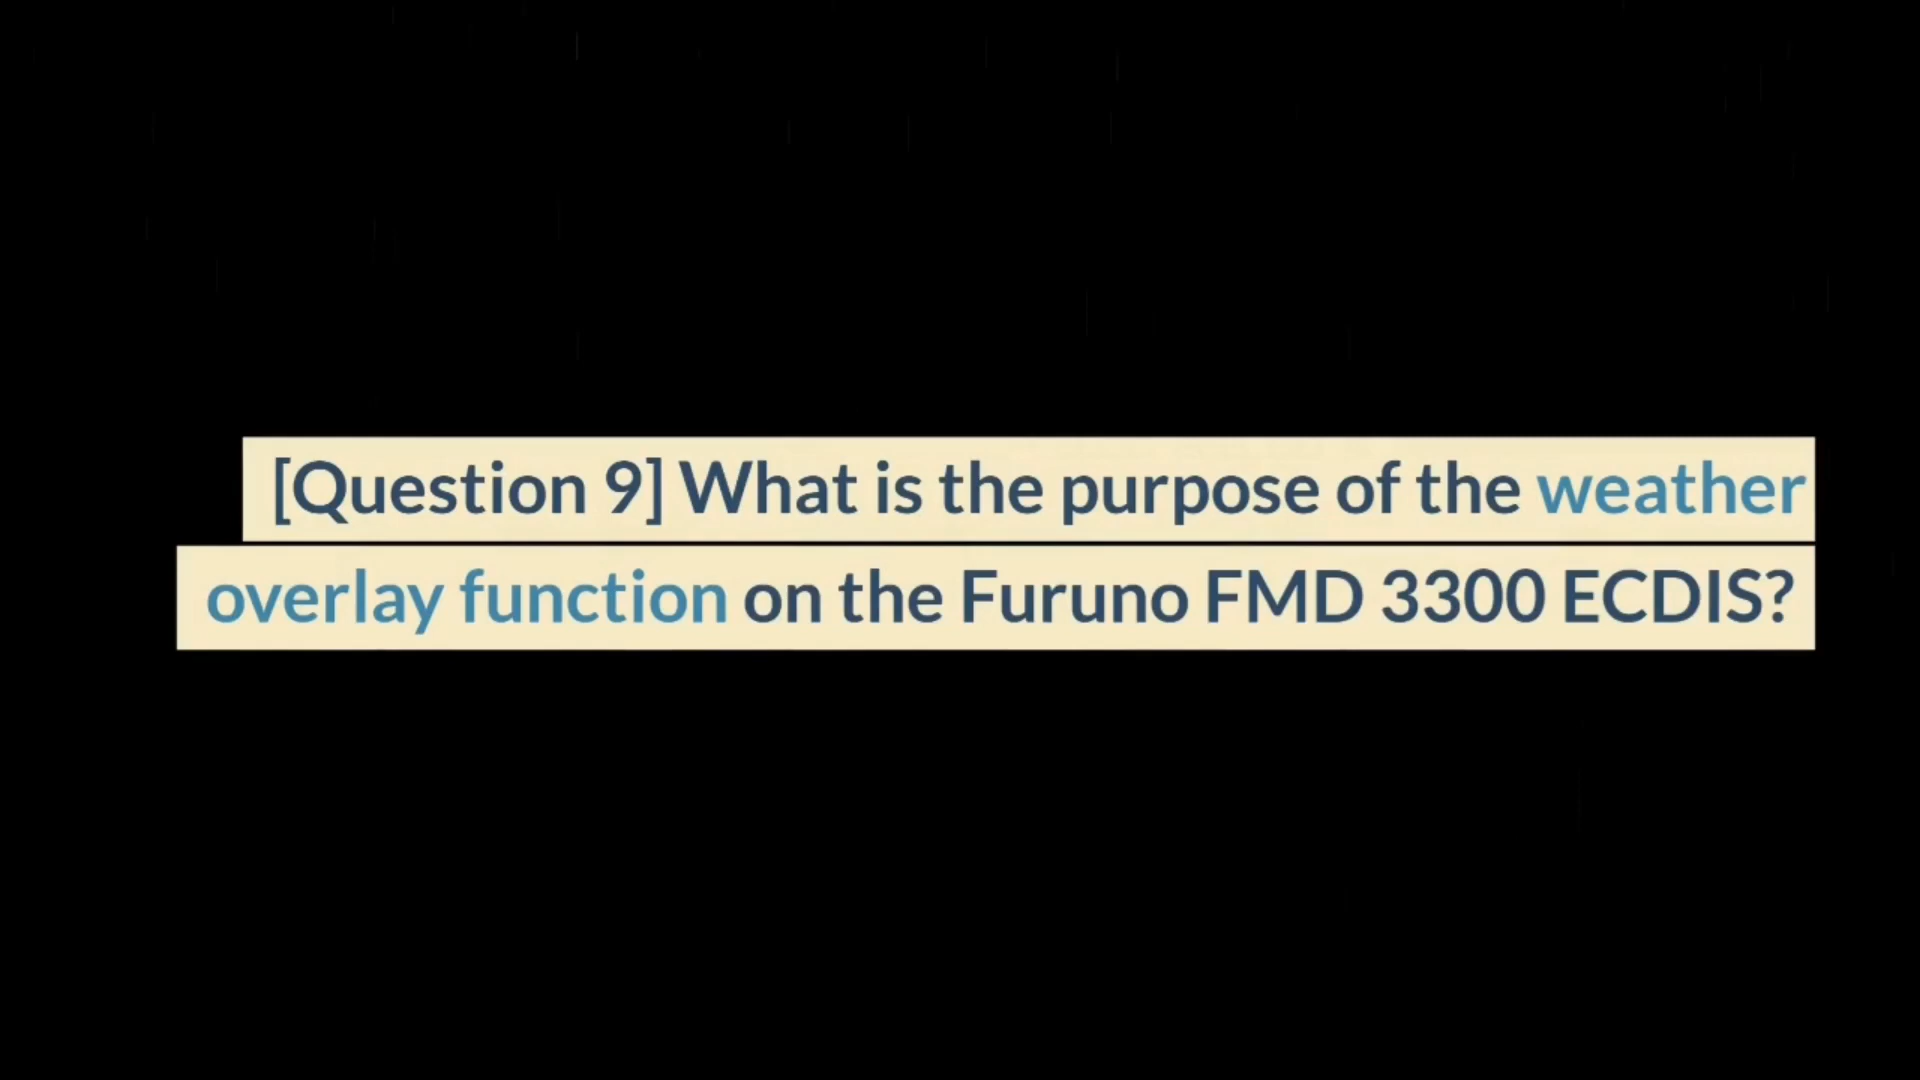 [Question 9] What is the purpose of the weather
overlay function on the Furuno FMD 3300 ECDIS?